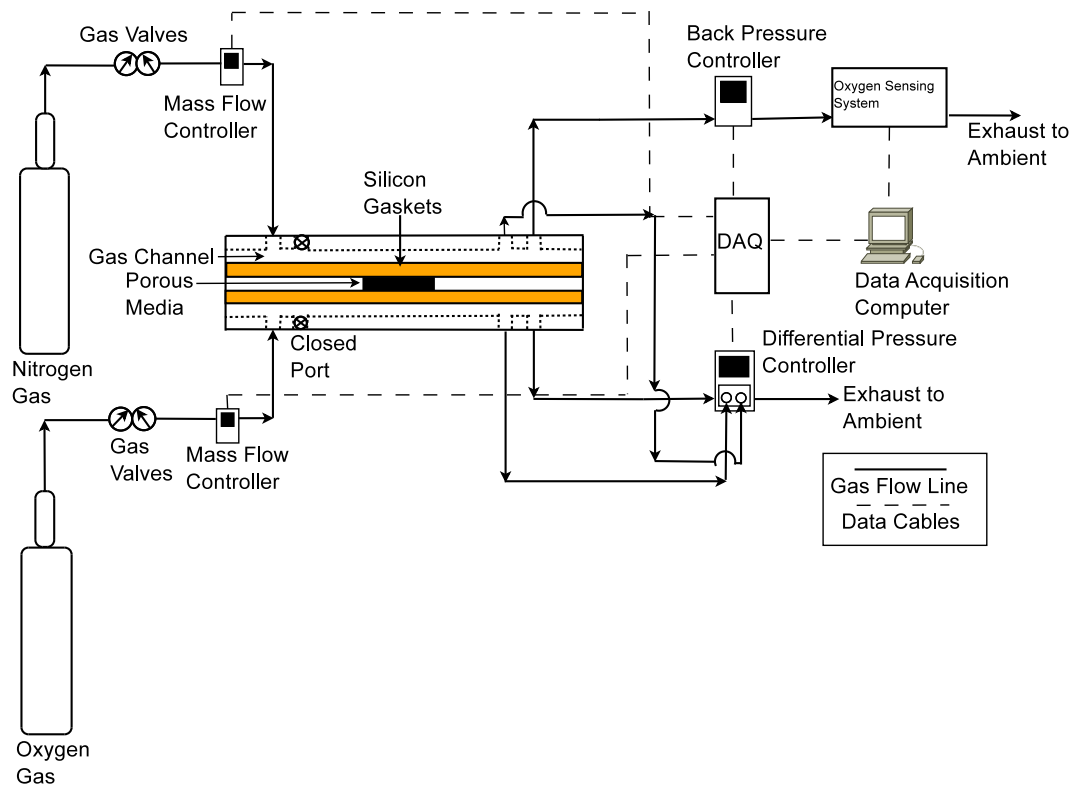 Gas Valves
Mass Flow
Controller
Back Pressure
Controller
Oxygen Sensing
System
Exhaust to
Ambient
Silicon
Gaskets
Gas Channel
Porous
Media
DAQ
Data Acquisition
Computer
Closed
Port
Nitrogen
Gas
Differential Pressure
Controller
Exhaust to
Ambient
Gas
Valves
Mass Flow
Controller
Gas Flow Line
Data Cables
Oxygen
Gas